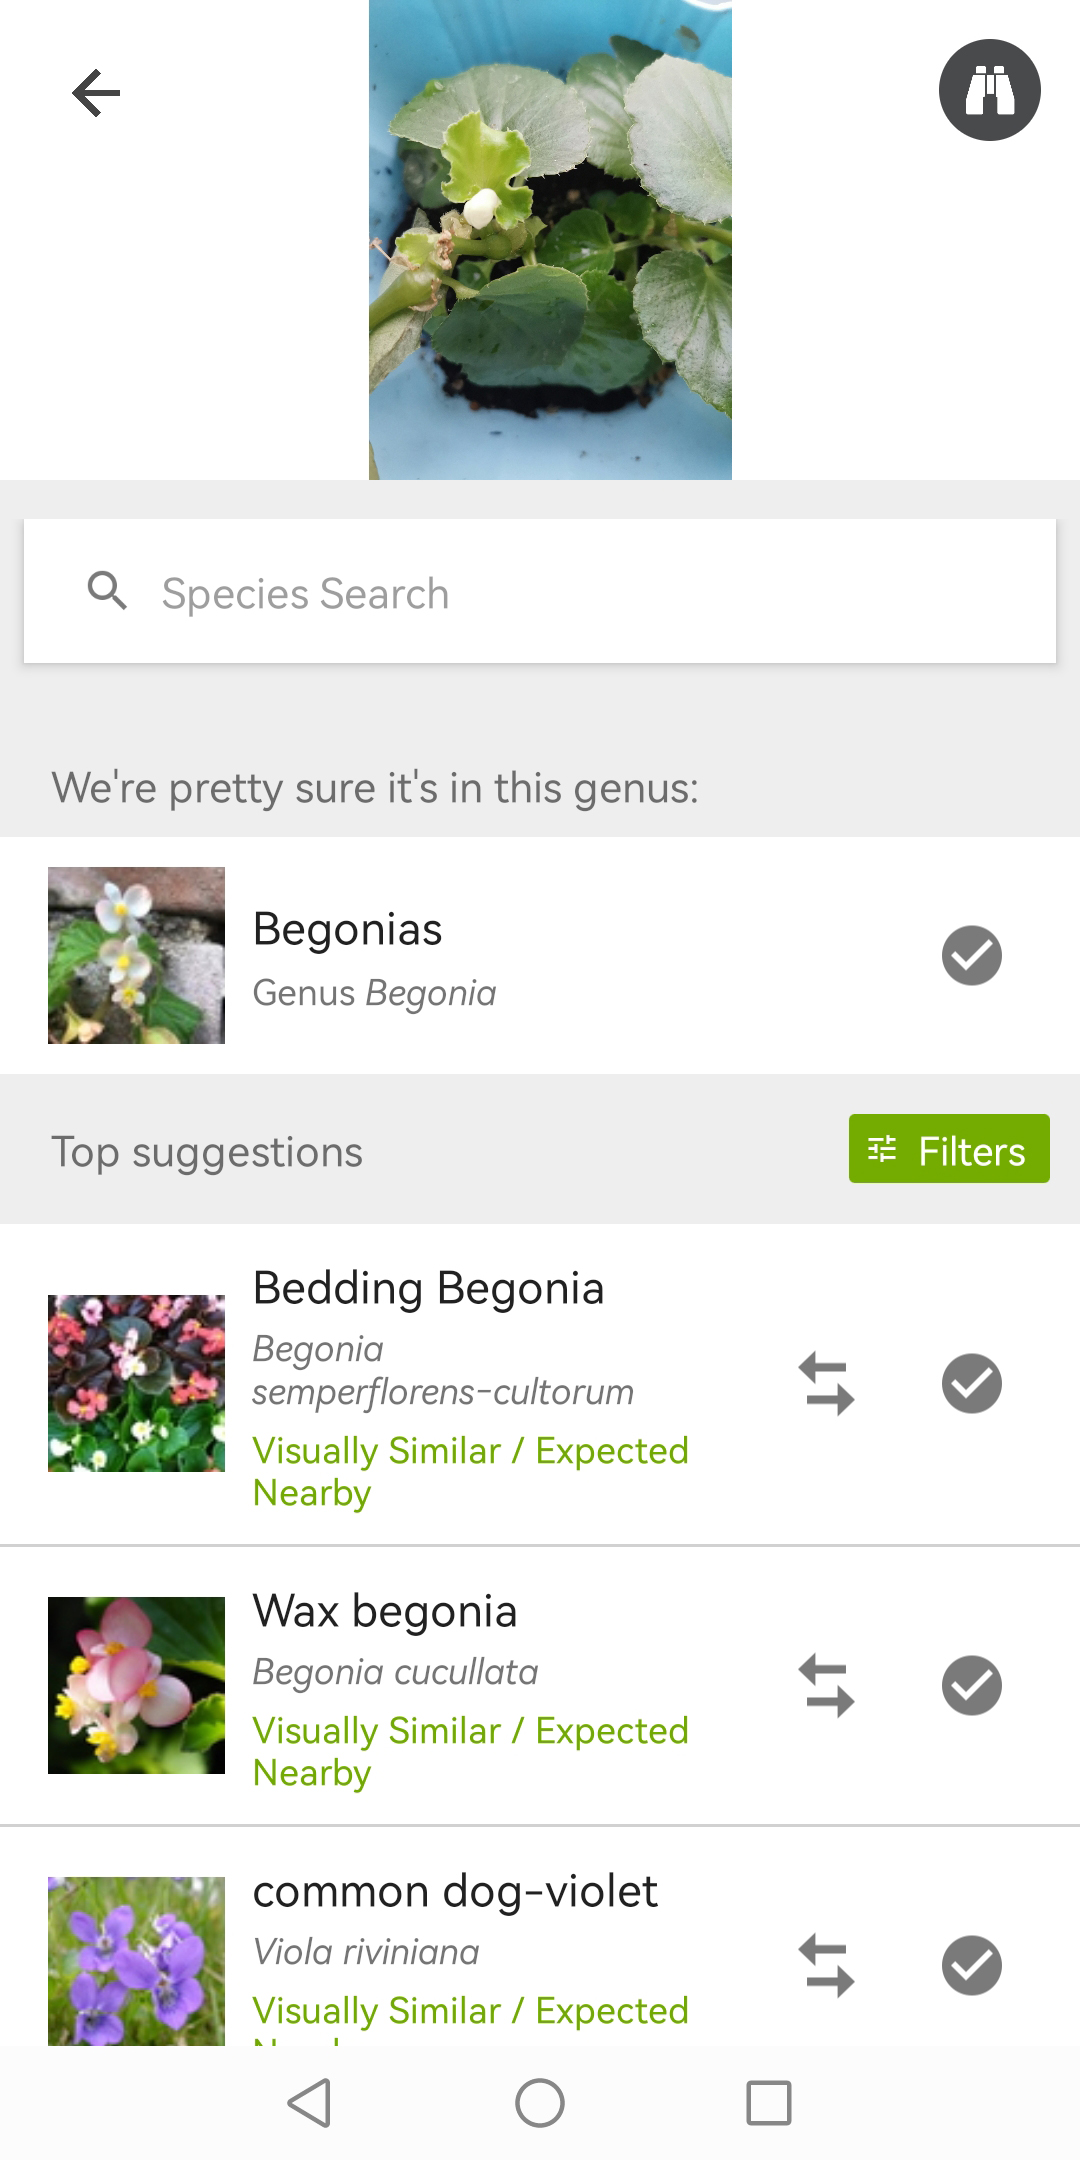 Species Search
We're pretty sure it's in this genus:
Begonias
Genus Begonia
Top suggestions
Filters
Bedding Begonia
Begonia
semperflorens-cultorum
Visually Similar / Expected
Nearby
Wax begonia
Begonia cucullata
Visually Similar / Expected
Nearby
common dog-violet
Viola riviniana
Visually Similar / Expected